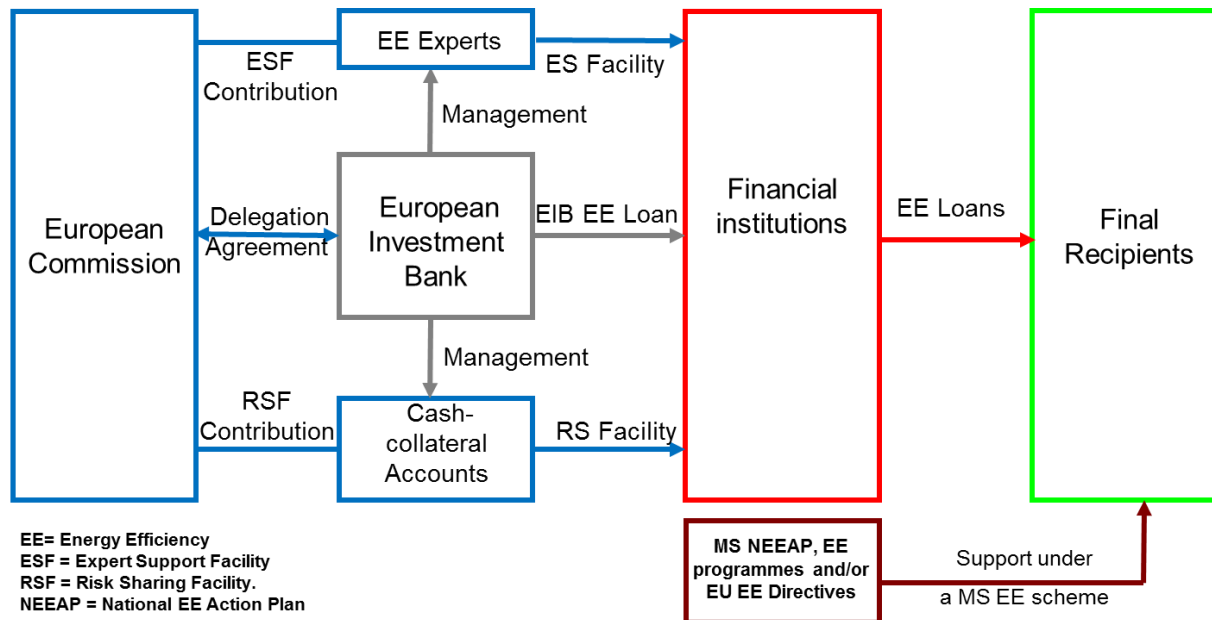 European
Commission
ESF
Contribution
EE Experts
ES Facility
Management
Delegation
Agreement
European
Investment
Bank
EIB EE Loan
Financial
institutions
EE Loans
Final
Recipients
Management
RSF
Contribution
Cash-
collateral
Accounts
RS Facility
EE= Energy Efficiency
ESF = Expert Support Facility
RSF = Risk Sharing Facility.
NEEAP = National EE Action Plan
MS NEEAP, EE
programmes and/or
EU EE Directives
Support under
a MS EE scheme